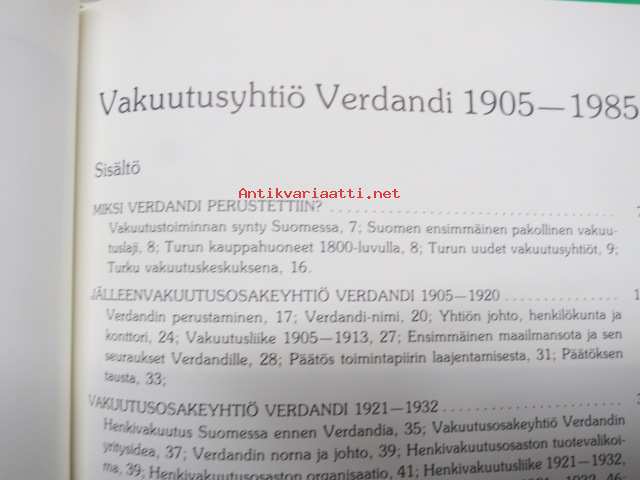 Vakuutusyhtiö Verdandi 1905—1985
Sisältö
Antikvariaatti.net
MIKSI VERDANDI PERUSTETTIIN? 7
Vakuutustoiminnan synty Suomessa, 7; Suomen ensimmäinen pakollinen vakuu-
tuslaji, 8; Turun kauppahuoneet 1800-luvulla, 8; Turun uudet vakuutusyhtiöt, 9;
Turku vakuutuskeskuksena, 16.
JÄLLEENVAKUUTUSOSAKEYHTIÖ VERDANDI 1905—1920
Verdandin perustaminen, 17; Verdandi-nimi, 20; Yhtiön johto, henkilökunta ja
konttori, 24; Vakuutusliike 1905—1913, 27; Ensimmäinen maailmansota ja sen
seuraukset Verdandille, 28; Päätös toimintapiirin laajentamisesta, 31; Päätöksen
tausta, 33;
VAKUUTUSOSAKEYHTIÖ VERDANDI 1921—1932
Henkivakuutus Suomessa ennen Verdandia, 35; Vakuutusosakeyhtiö Verdandin
yritysidea, 37; Verdandin norna ja johto, 39; Henkivakuutusosaston tuotevalikoi-
ma, 39; Henkivakuutusosaston organisaatio, 41; Henkivakuutusliike 1921—1932,